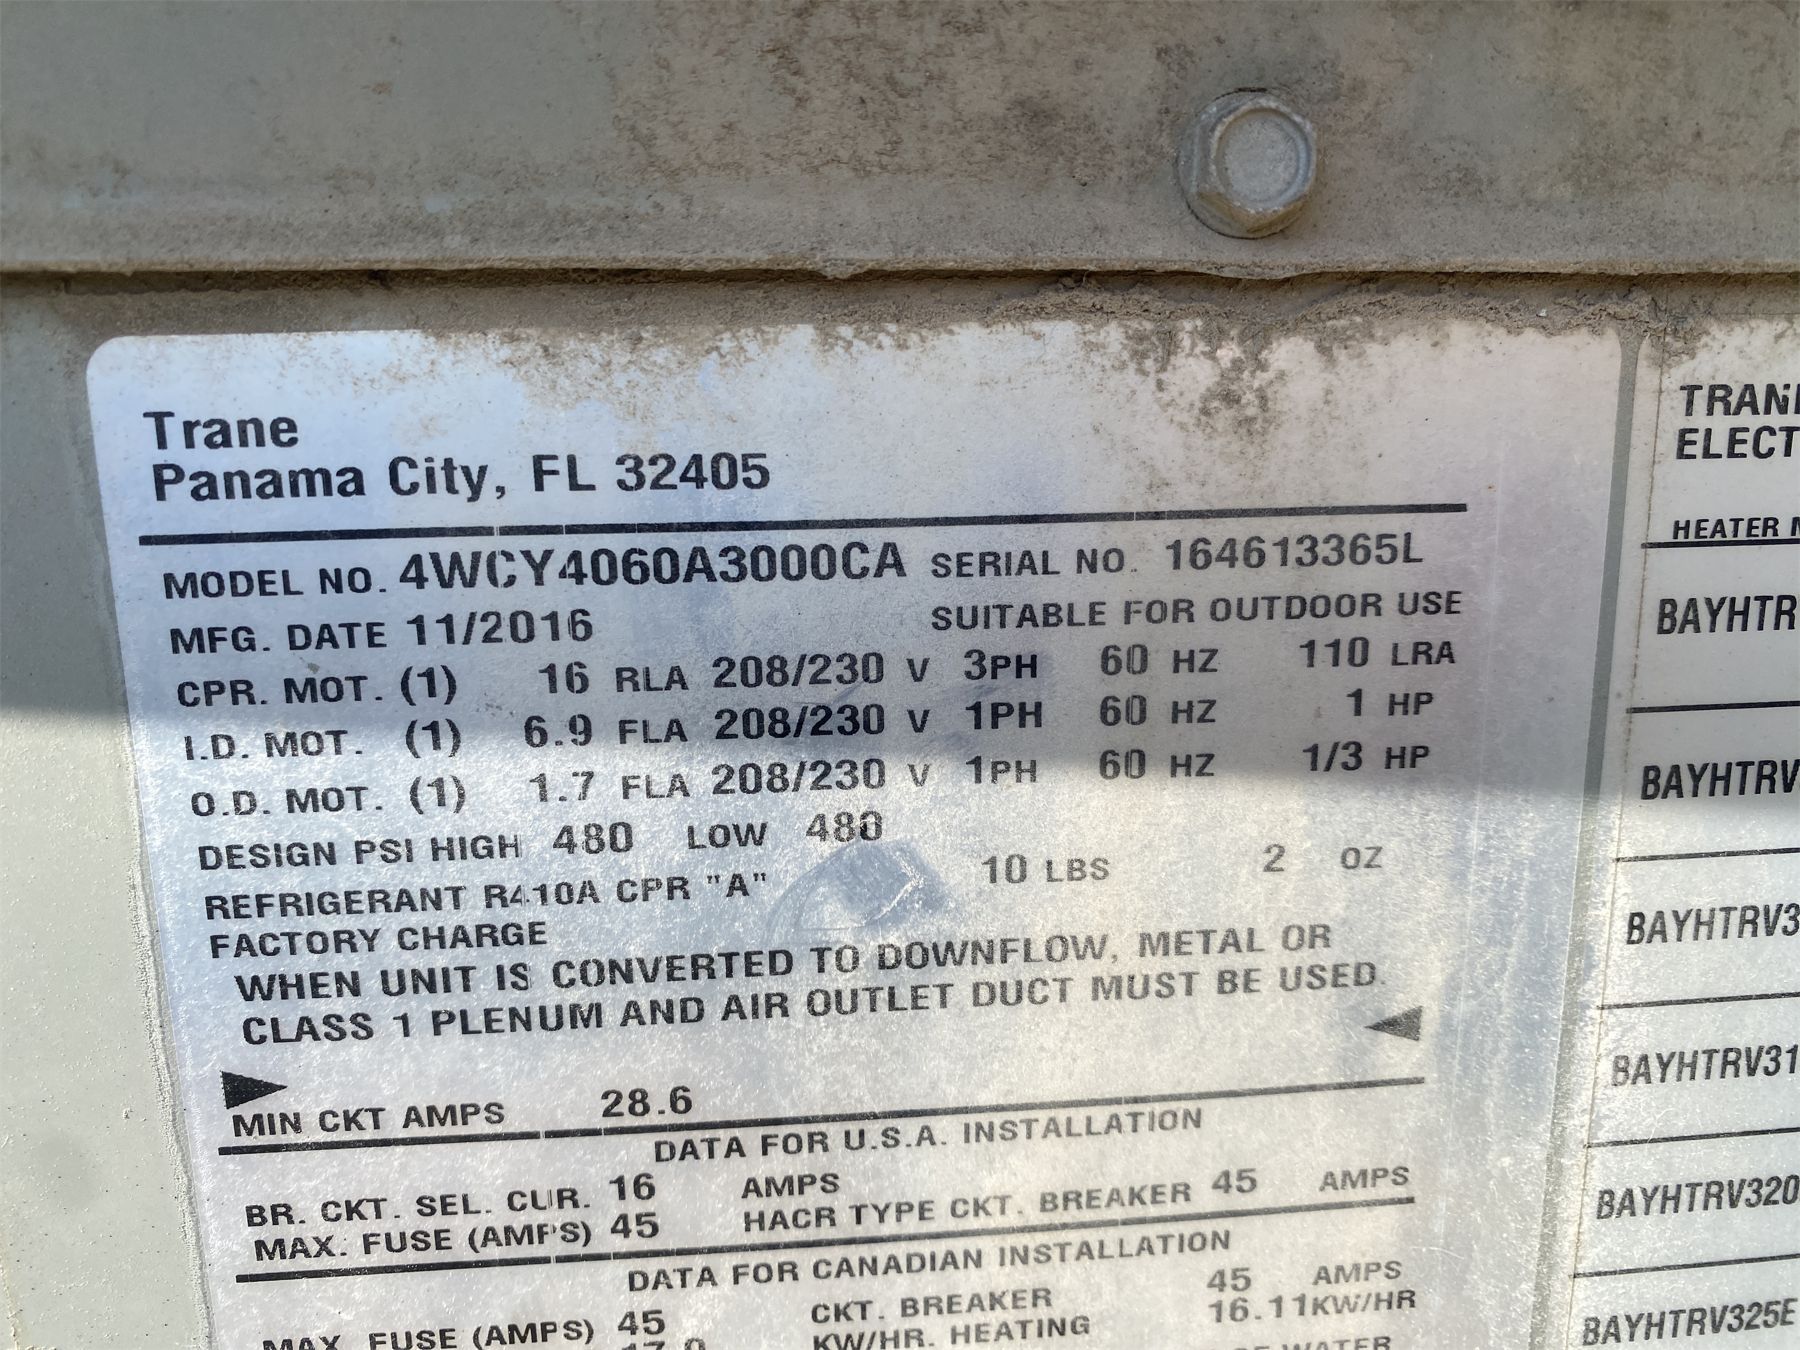 Trane
Panama City, FL 32405
MODEL NO. 4WCY4060A3000CA SERIAL NO. 164613365L
MFG. DATE 11/2016 SUITABLE FOR OUTDOOR USE
CPR. MOT. (1) 16 RLA 208/230 V 3PH 60 HZ 110 LRA
I.D. MOT. (1) 6.9 FLA 208/230 V 1PH 60 HZ 1 HP
O.D. MOT. (1) 1.7 FLA 208/230 V 1PH 60 HZ 1/3 HP
DESIGN PSI HIGH 480 LOW 480
REFRIGERANT R410A CPR "A" 10 LBS 2 OZ
FACTORY CHARGE
WHEN UNIT IS CONVERTED TO DOWNFLOW, METAL OR
CLASS 1 PLENUM AND AIR OUTLET DUCT MUST BE USED.
MIN CKT AMPS 28.6
DATA FOR U.S.A. INSTALLATION
BR. CKT. SEL. CUR. 16 AMPS
MAX. FUSE (AMPS) 45 HACR TYPE CKT. BREAKER 45 AMPS
DATA FOR CANADIAN INSTALLATION
MAX. FUSE (AMPS) 45 CKT. BREAKER 45 AMPS
KW/HR. HEATING 16.11KW/HR
WATER
TRAN
ELECT
HEATER
BAYHTR
BAYHTRV
BAYHTRV3
BAYHTRV31
BAYHTRV320
BAYHTRV325E